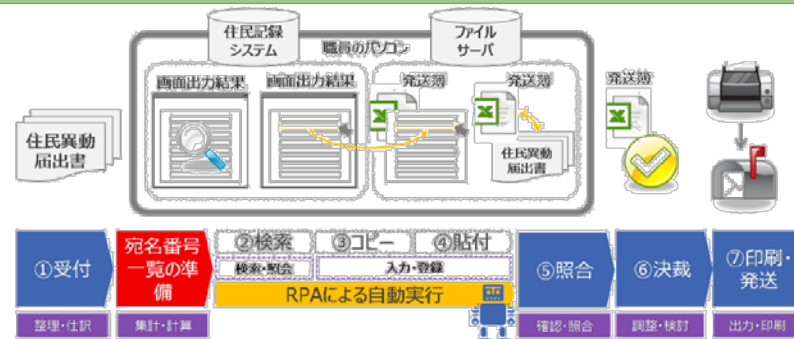 住民記録
システム
職員のパソコン
ファイル
サーバ
画面出力結果
画面出力結果
発送簿
発送簿
発送簿
住民異動
届出書
住民異動
届出書
①受付
宛名番号
一覧の準
備
②検索
③コピー
④貼付
検索・照会
入力・登録
RPAによる自動実行
⑤照合
⑥決裁
⑦印刷・
発送
整理・仕訳
集計・計算
確認・照合
調整・検討
出力・印刷